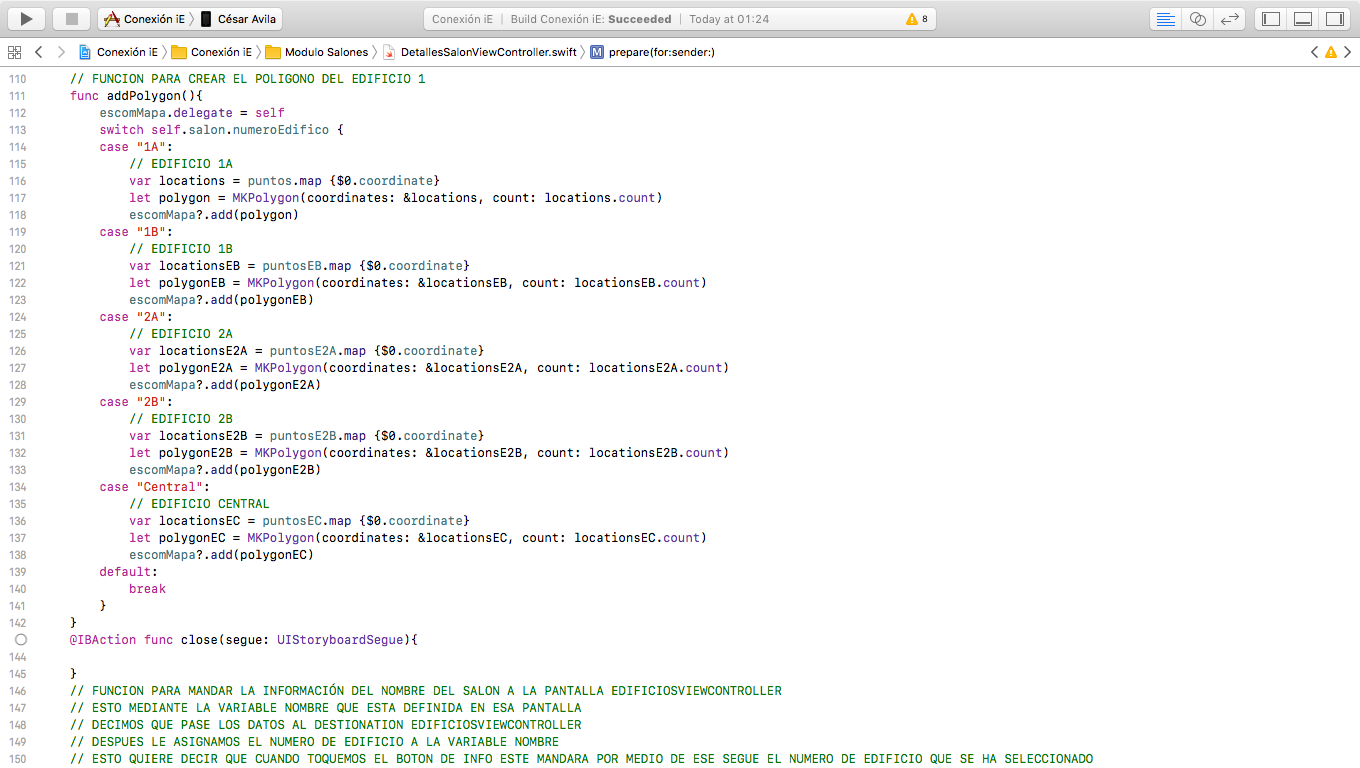 Conexión iE César Avila Conexión iE | Build Conexión iE: Succeeded | Today at 01:24 8
Conexión iE Conexión iE Modulo Salones DetallesSalonViewController.swift M prepare(for:sender:)
110 // FUNCION PARA CREAR EL POLIGONO DEL EDIFICIO 1
111 func addPolygon(){
112 escomMapa.delegate = self
113 switch self.salon.numeroEdifico {
114 case "1A":
115 // EDIFICIO 1A
116 var locations = puntos.map {$0.coordinate}
117 let polygon = MKPolygon(coordinates: &locations, count: locations.count)
118 escomMapa?.add(polygon)
119 case "1B":
120 // EDIFICIO 1B
121 var locationsEB = puntosEB.map {$0.coordinate}
122 let polygonEB = MKPolygon(coordinates: &locationsEB, count: locationsEB.count)
123 escomMapa?.add(polygonEB)
124 case "2A":
125 // EDIFICIO 2A
126 var locationsE2A = puntosE2A.map {$0.coordinate}
127 let polygonE2A = MKPolygon(coordinates: &locationsE2A, count: locationsE2A.count)
128 escomMapa?.add(polygonE2A)
129 case "2B":
130 // EDIFICIO 2B
131 var locationsE2B = puntosE2B.map {$0.coordinate}
132 let polygonE2B = MKPolygon(coordinates: &locationsE2B, count: locationsE2B.count)
133 escomMapa?.add(polygonE2B)
134 case "Central":
135 // EDIFICIO CENTRAL
136 var locationsEC = puntosEC.map {$0.coordinate}
137 let polygonEC = MKPolygon(coordinates: &locationsEC, count: locationsEC.count)
138 escomMapa?.add(polygonEC)
139 default:
140 break
141 }
142 }
@IBAction func close(segue: UIStoryboardSegue){
144
145 }
146 // FUNCION PARA MANDAR LA INFORMACIÓN DEL NOMBRE DEL SALON A LA PANTALLA EDIFICIOSVIEWCONTROLLER
147 // ESTO MEDIANTE LA VARIABLE NOMBRE QUE ESTA DEFINIDA EN ESA PANTALLA
148 // DECIMOS QUE PASE LOS DATOS AL DESTIONATION EDIFICIOSVIEWCONTROLLER
149 // DESPUES LE ASIGNAMOS EL NUMERO DE EDIFICIO A LA VARIABLE NOMBRE
150 // ESTO QUIERE DECIR QUE CUANDO TOQUEMOS EL BOTON DE INFO ESTE MANDARA POR MEDIO DE ESE SEGUE EL NUMERO DE EDIFICIO QUE SE HA SELECCIONADO